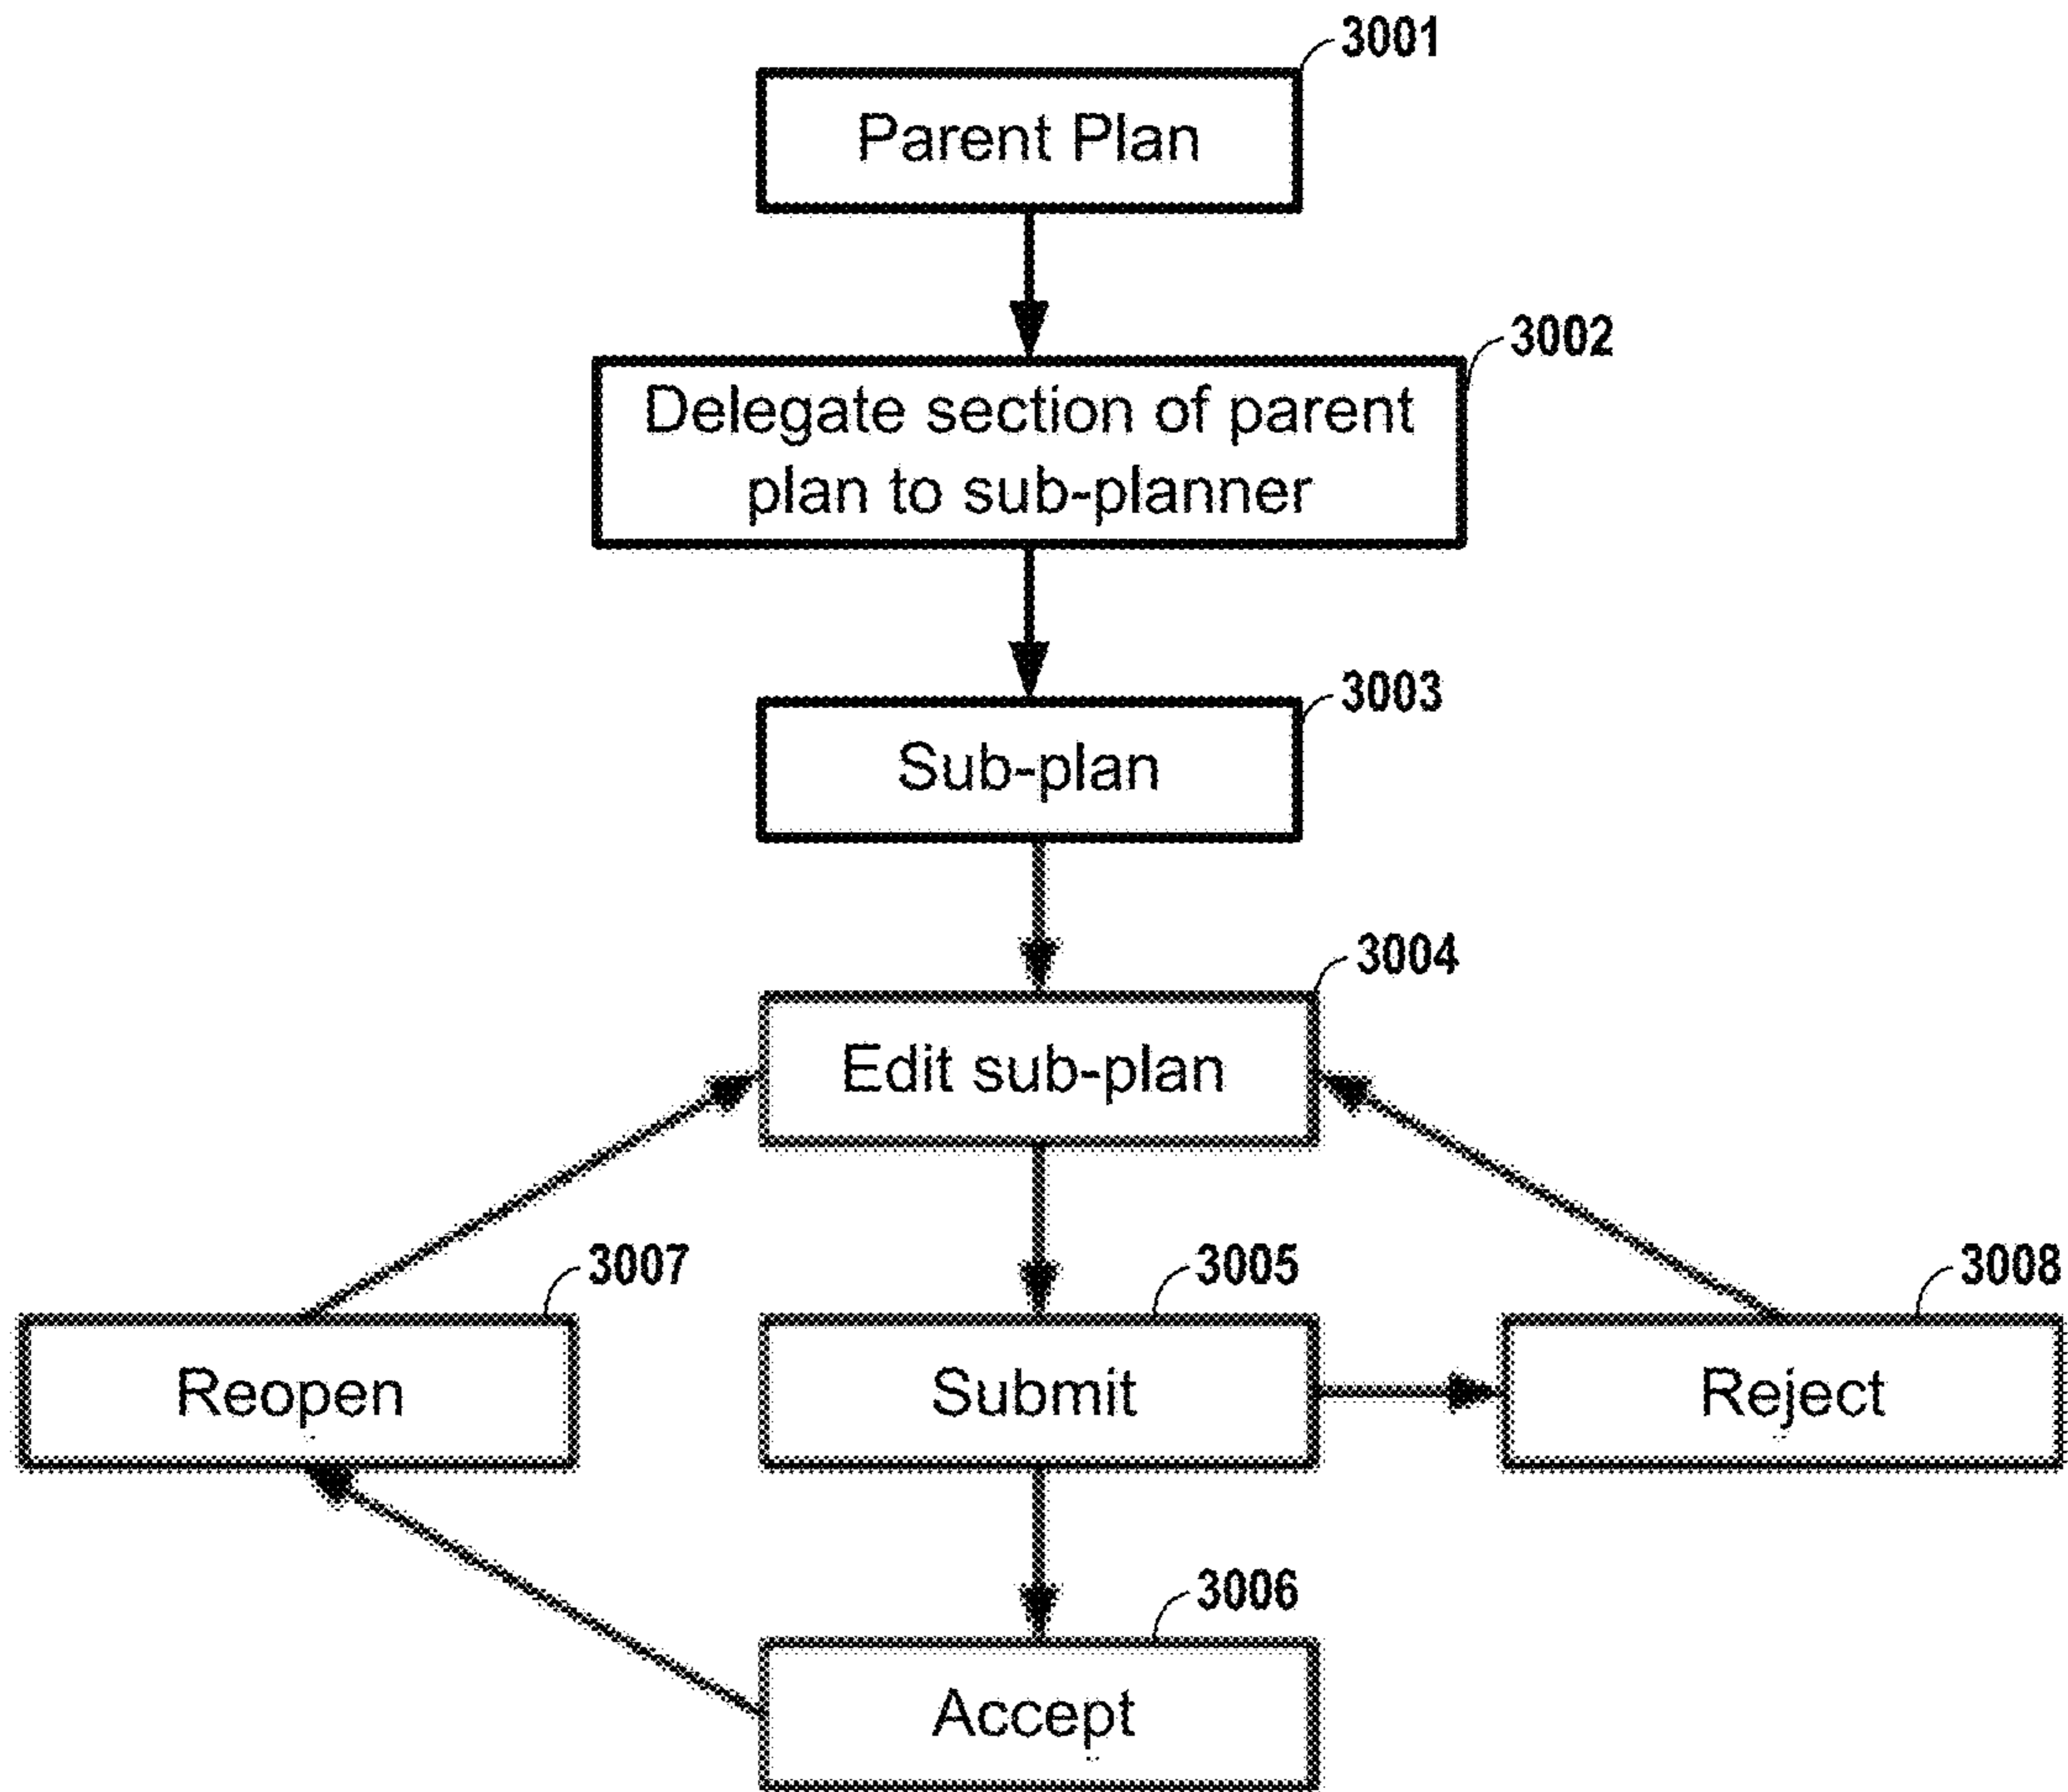 3001
Parent Plan
3002
Delegate section of parent
plan to sub-planner
3003
Sub-plan
3004
Edit sub-plan
3007
Reopen
3005
Submit
3008
Reject
3006
Accept